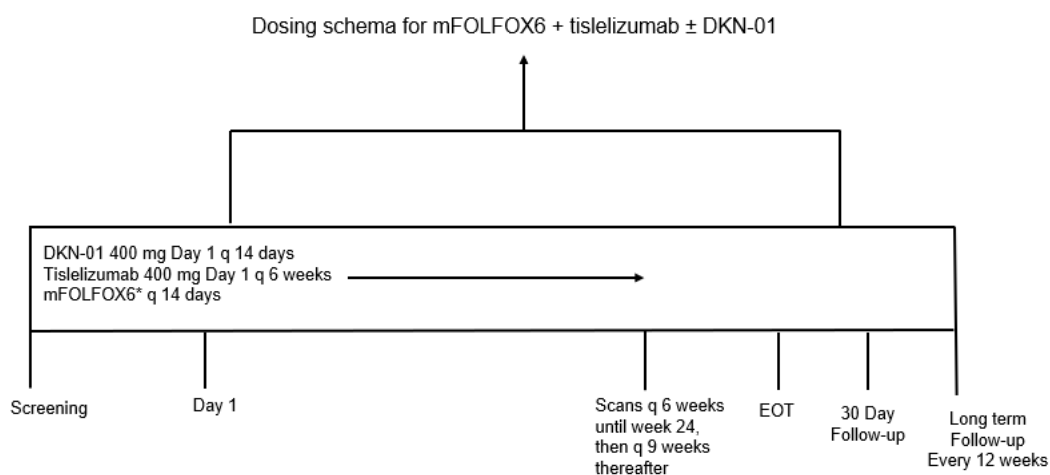 Dosing schema for mFOLFOX6 + tislelizumab ± DKN-01
DKN-01 400 mg Day 1 q 14 days
Tislelizumab 400 mg Day 1 q 6 weeks
mFOLFOX6* q 14 days
Screening
Day 1
Scans q 6 weeks
until week 24,
then q 9 weeks
thereafter
EOT
30 Day
Follow-up
Long term
Follow-up
Every 12 weeks